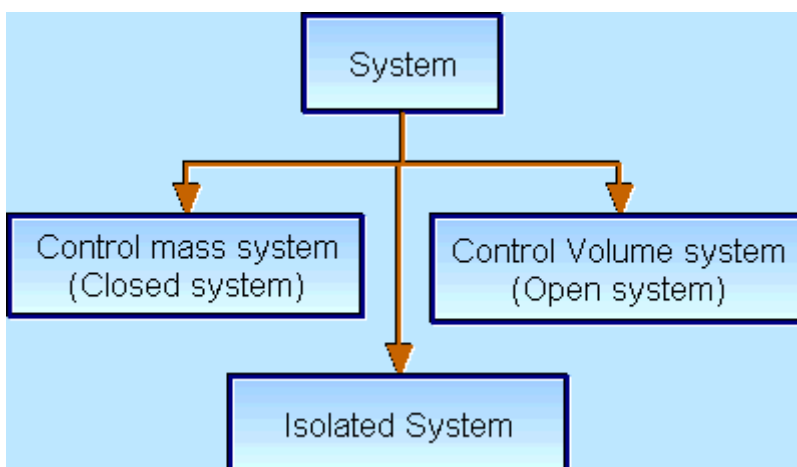 System
Control mass system
(Closed system)
Control Volume system
(Open system)
Isolated System